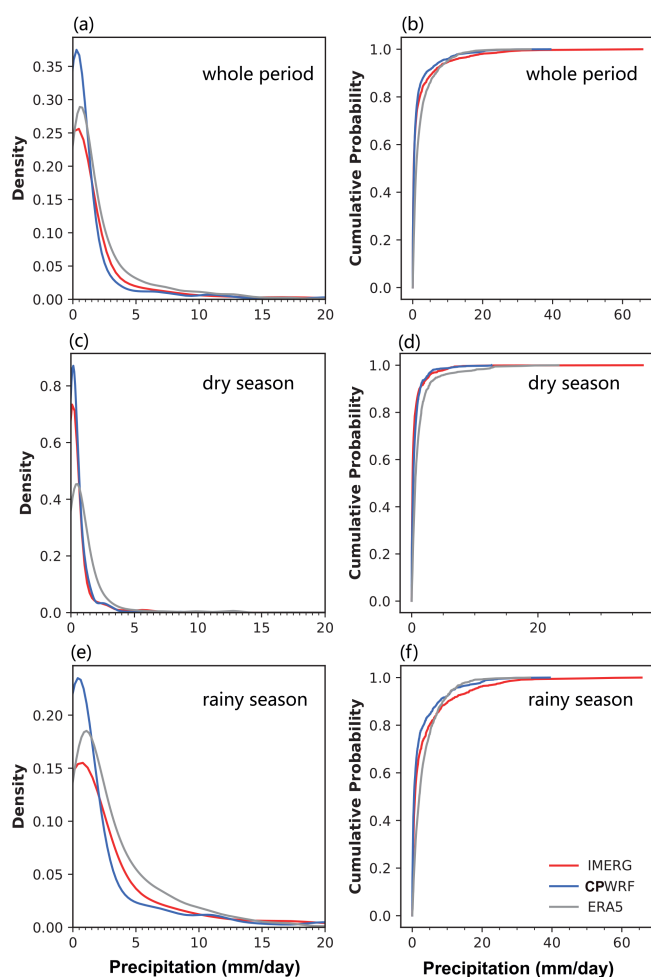 (a)
whole period
0.35
0.30
0.25
0.20
0.15
0.10
0.05
0.00
Density
0 5 10 15 20
(b)
whole period
1.0
0.8
0.6
0.4
0.2
0.0
Cumulative Probability
0 20 40 60
(c)
dry season
0.8
0.6
0.4
0.2
0.0
Density
0 5 10 15 20
(d)
dry season
1.0
0.8
0.6
0.4
0.2
0.0
Cumulative Probability
0 20
(e)
rainy season
0.20
0.15
0.10
0.05
0.00
Density
0 5 10 15 20
Precipitation (mm/day)
(f)
rainy season
1.0
0.8
0.6
0.4
0.2
0.0
Cumulative Probability
IMERG
CPWRF
ERA5
0 20 40 60
Precipitation (mm/day)